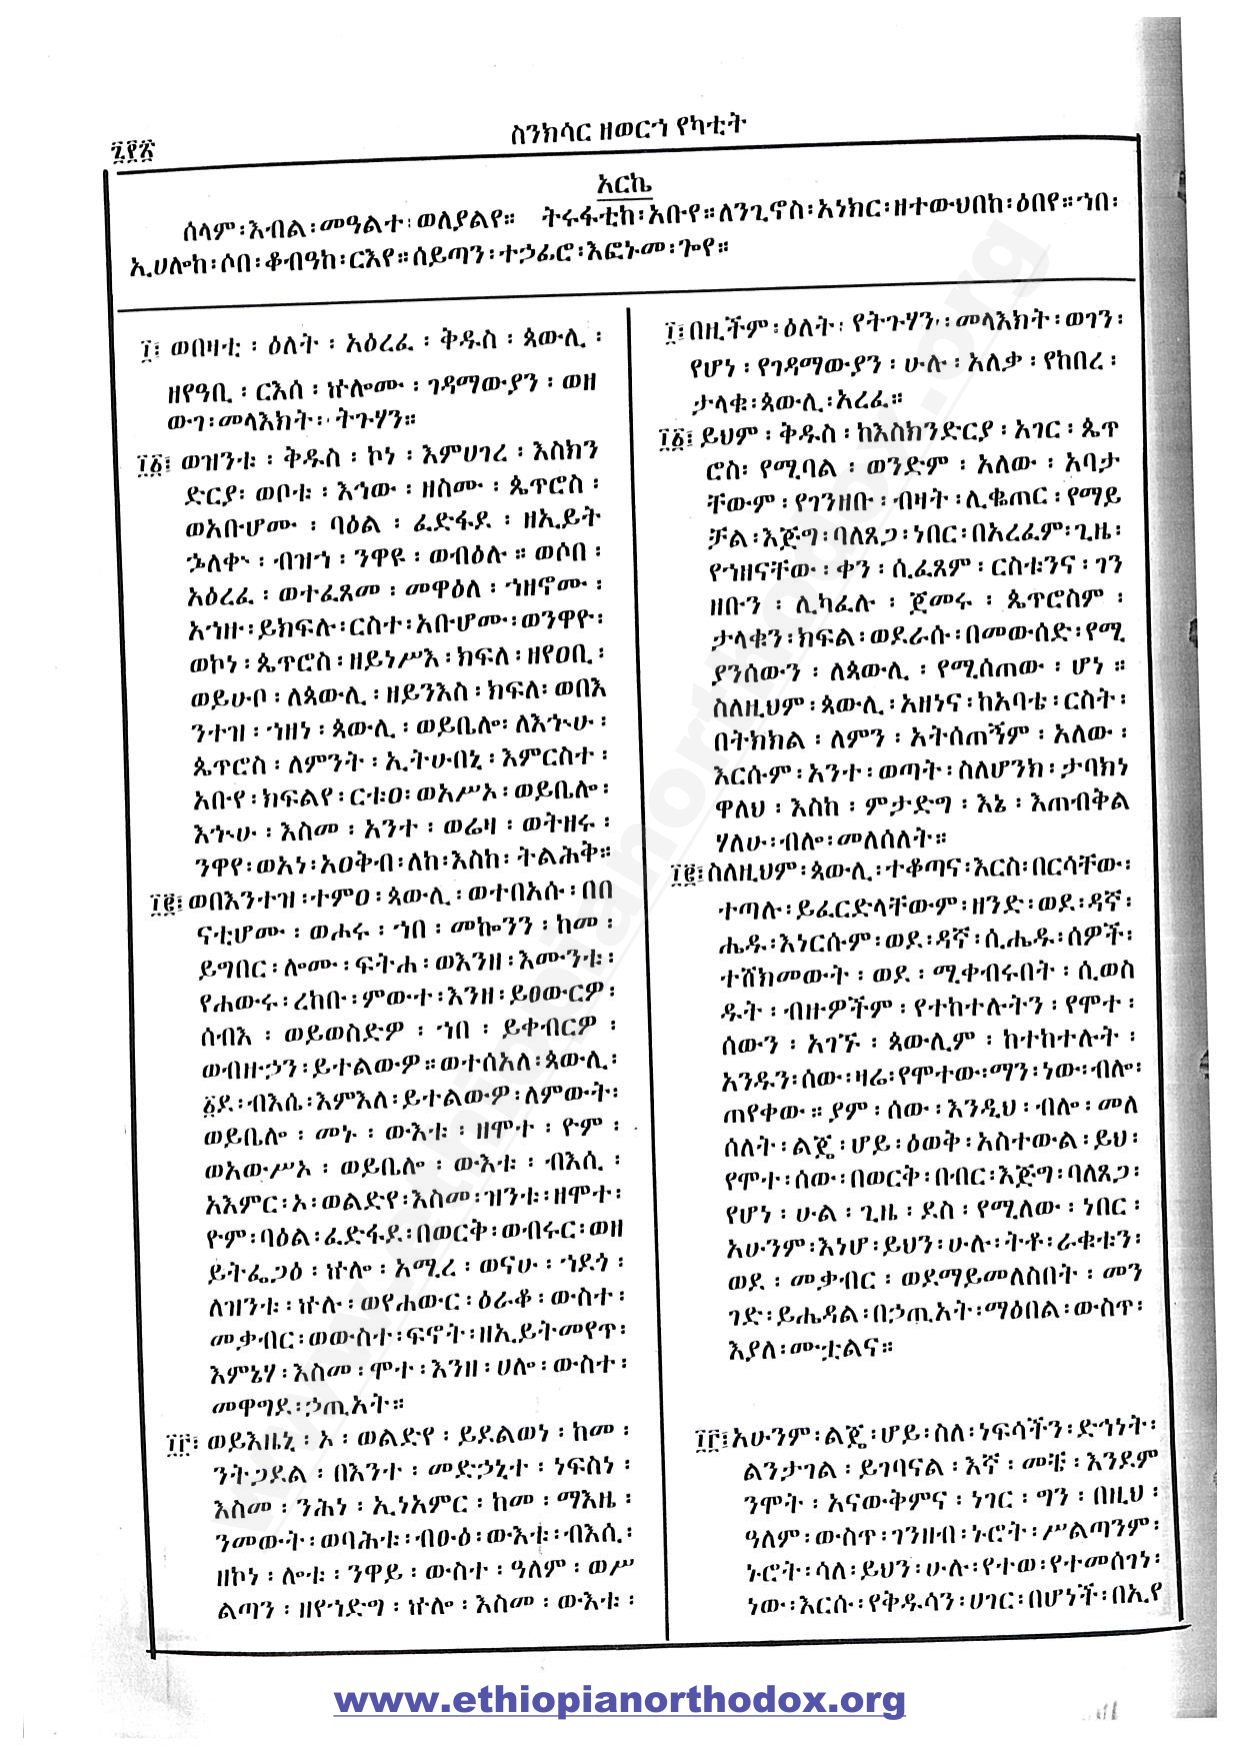 ፯፻፲፭
ስንክሳር ዘወርኀ የካቲት
አርኬ
ሰላም፡እብል፡መዓልተ፡ወለያልየ። ትሩፋቲከ፡አቡየ።ለንጊኖስ፡አነክር፡ዘተውህበከ፡ዕበየ።ኀበ፡
ኢሀሎከ፡ሶበ፡ቆብዓከ፡ርእየ።ሰይጣን፡ተኃፊሮ፡እፎኑመ፡ጐየ።
፲፤ ወበዛቲ ፡ ዕለት ፡ አዕረፈ ፡ ቅዱስ ፡ ጳውሊ ፡
ዘየዓቢ ፡ ርእሰ ፡ ኵሎሙ ፡ ገዳማውያን ፡ ወዘ
ውገ፡መላእክት፡ ትጉሃን።
፲፩፤ ወዝንቱ ፡ ቅዱስ ፡ ኮነ ፡ እምሀገረ ፡ እስክን
ድርያ፡ ወቦቱ ፡ እኅው ፡ ዘስሙ ፡ ጴጥሮስ ፡
ወአቡሆሙ ፡ ባዕል ፡ ፈድፋደ ፡ ዘኢይት
ኃለቍ ፡ ብዝኀ ፡ ንዋዩ ፡ ወብዕሉ ። ወሶበ ፡
አዕረፈ ፡ ወተፈጸመ ፡ መዋዕለ ፡ ኀዘኖሙ ፡
አኀዙ፡ይክፍሉ፡ርስተ፡አቡሆሙ፡ወንዋዮ፡
ወኮነ፡ጴጥሮስ፡ዘይነሥእ፡ክፍለ፡ዘየዐቢ፡
ወይሁቦ፡ለጳውሊ፡ዘይንእስ፡ክፍለ፡ወበእ
ንተዝ፡ኀዘነ፡ጳውሊ፡ወይቤሎ፡ለእኁሁ፡
ጴጥሮስ፡ለምንት፡ኢትሁበኒ፡እምርስተ፡
አቡየ፡ክፍልየ፡ርቱዐ፡ወአሥኦ፡ወይቤሎ፡
እኁሁ ፡ እስመ ፡ አንተ ፡ ወሬዛ ፡ ወትዘሩ ፡
ንዋየ፡ወአነ፡አዐቅብ፡ለከ፡እስከ፡ትልሕቅ።
፲፪፤ወበእንተዝ፡ተምዐ፡ጳውሊ፡ወተበአሱ፡በበ
ናቲሆሙ ፡ ወሖሩ ፡ ኀበ ፡ መኰንን ፡ ከመ ፡
ይግበር፡ሎሙ፡ፍትሐ፡ወእንዘ፡እሙንቱ፡
የሐውሩ፡ረከቡ፡ምውተ፡እንዘ፡ይፀውርዎ፡
ሰብእ ፡ ወይወስድዎ ፡ ኀበ ፡ ይቀብርዎ ፡
ወብዙኃን፡ይተልውዎ።ወተሰአለ፡ጳውሊ፡
፩ደ፡ብእሴ፡እምእለ፡ይተልውዎ፡ለምውት፡
ወይቤሎ ፡ መኑ ፡ ውእቱ ፡ ዘሞተ ፡ ዮም ፡
ወአውሥኦ ፡ ወይቤሎ ፡ ውእቱ ፡ ብእሲ ፡
አእምር፡ኦ፡ወልድየ፡እስመ፡ዝንቱ፡ዘሞተ፡
ዮም፡ባዕል፡ፈድፋደ፡በወርቅ፡ወብሩር፡ወዘ
ይትፌጋዕ ፡ ኵሎ ፡ አሚረ ፡ ወናሁ ፡ ኀደጎ ፡
ለዝንቱ፡ኵሉ፡ወየሐውር፡ዕራቆ፡ውስተ፡
መቃብር፡ወውስተ፡ፍኖት፡ዘኢይትመየጥ፡
እምኔሃ፡እስመ፡ሞተ፡እንዘ፡ሀሎ፡ውስተ፡
መዋግደ፡ኃጢአት።
፲፫፤ ወይእዜኒ፡ኦ፡ወልድየ፡ይደልወነ፡ከመ፡
ንትጋደል ፡ በእንተ ፡ መድኃኒተ ፡ ነፍስነ ፡
እስመ ፡ ንሕነ ፡ ኢነአምር ፡ ከመ ፡ ማእዜ ፡
ንመውት፡ወባሕቱ፡ብፁዕ፡ውእቱ፡ብእሲ፡
ዘኮነ ፡ ሎቱ ፡ ንዋይ ፡ ውስተ ፡ ዓለም ፡ ወሥ
ልጣን ፡ ዘየኀድግ ፡ ኵሎ ፡ እስመ ፡ ውእቱ ፡
፲፤በዚችም፡ዕለት፡ የትጉሃን፡መላእክት፡ወገን፡
የሆነ ፡ የገዳማውያን ፡ ሁሉ ፡ አለቃ ፡ የከበረ ፡
ታላቁ፡ጳውሊ፡አረፈ።
፲፩፤ ይህም ፡ ቅዱስ ፡ ከእስክንድርያ ፡ አገር ፡ ጴጥ
ሮስ፡ የሚባል ፡ ወንድም ፡ አለው ፡ አባታ
ቸውም ፡ የገንዘቡ ፡ ብዛት ፡ ሊቈጠር ፡ የማይ
ቻል፡እጅግ፡ባለጸጋ፡ነበር፡በአረፈም፡ጊዜ፡
የኀዘናቸው ፡ ቀን ፡ ሲፈጸም ፡ ርስቱንና ፡ ገን
ዘቡን ፡ ሊካፈሉ ፡ ጀመሩ ፡ ጴጥሮስም ፡
ታላቁን፡ክፍል፡ወደራሱ፡በመውሰድ፡የሚ
ያንሰውን ፡ ለጳውሊ ፡ የሚሰጠው ፡ ሆነ ።
ስለዚህም፡ጳውሊ፡አዘነና፡ከአባቴ፡ርስት፡
በትክክል ፡ ለምን ፡ አትሰጠኝም ፡ አለው ፡
እርሱም፡አንተ፡ወጣት፡ስለሆንክ፡ታባክነ
ዋለህ ፡ እስከ ፡ ምታድግ ፡ እኔ ፡ እጠብቅል
ሃለሁ፡ብሎ፡መለሰለት።
፲፪፤ስለዚህም፡ጳውሊ፡ተቆጣና፡እርስ፡በርሳቸው፡
ተጣሉ፡ይፈርድላቸውም፡ዘንድ፡ወደ፡ዳኛ፡
ሔዱ፡እነርሱም፡ወደ፡ዳኛ፡ሲሔዱ፡ሰዎች፡
ተሸክመውት ፡ ወደ ፡ ሚቀብሩበት ፡ ሲወስ
ዱት ፡ ብዙዎችም ፡ የተከተሉትን ፡ የሞተ ፡
ሰውን ፡ አገኙ ፡ ጳውሊም ፡ ከተከተሉት ፡
አንዱን፡ሰው፡ዛሬ፡የሞተው፡ማን፡ነው፡ብሎ፡
ጠየቀው ። ያም ፡ ሰው ፡ እንዲህ ፡ ብሎ ፡ መለ
ሰለት፡ልጄ፡ሆይ፡ዕወቅ፡አስተውል፡ይህ፡
የሞተ፡ሰው፡በወርቅ፡በብር፡እጅግ፡ባለጸጋ፡
የሆነ ፡ ሁል ፡ ጊዜ ፡ ደስ ፡ የሚለው ፡ ነበር ፡
አሁንም፡እነሆ፡ይህን፡ሁሉ፡ትቶ፡ራቁቱን፡
ወደ ፡ መቃብር ፡ ወደማይመለስበት ፡ መን
ገድ፡ይሔዳል፡በኃጢአት፡ማዕበል፡ውስጥ፡
እያለ፡ሙቷልና።
፲፫፤አሁንም፡ልጄ፡ሆይ፡ስለ፡ነፍሳችን፡ድኅነት፡
ልንታገል፡ይገባናል፡እኛ፡መቼ፡እንደም
ንሞት ፡ አናውቅምና ፡ ነገር ፡ ግን ፡ በዚህ ፡
ዓለም፡ውስጥ፡ገንዘብ፡ኑሮት፡ሥልጣንም፡
ኑሮት፡ሳለ፡ይህን፡ሁሉ፡የተወ፡የተመሰገነ፡
ነው፡እርሱ፡የቅዱሳን፡ሀገር፡በሆነች፡በኢየ
www.ethiopianorthodox.org